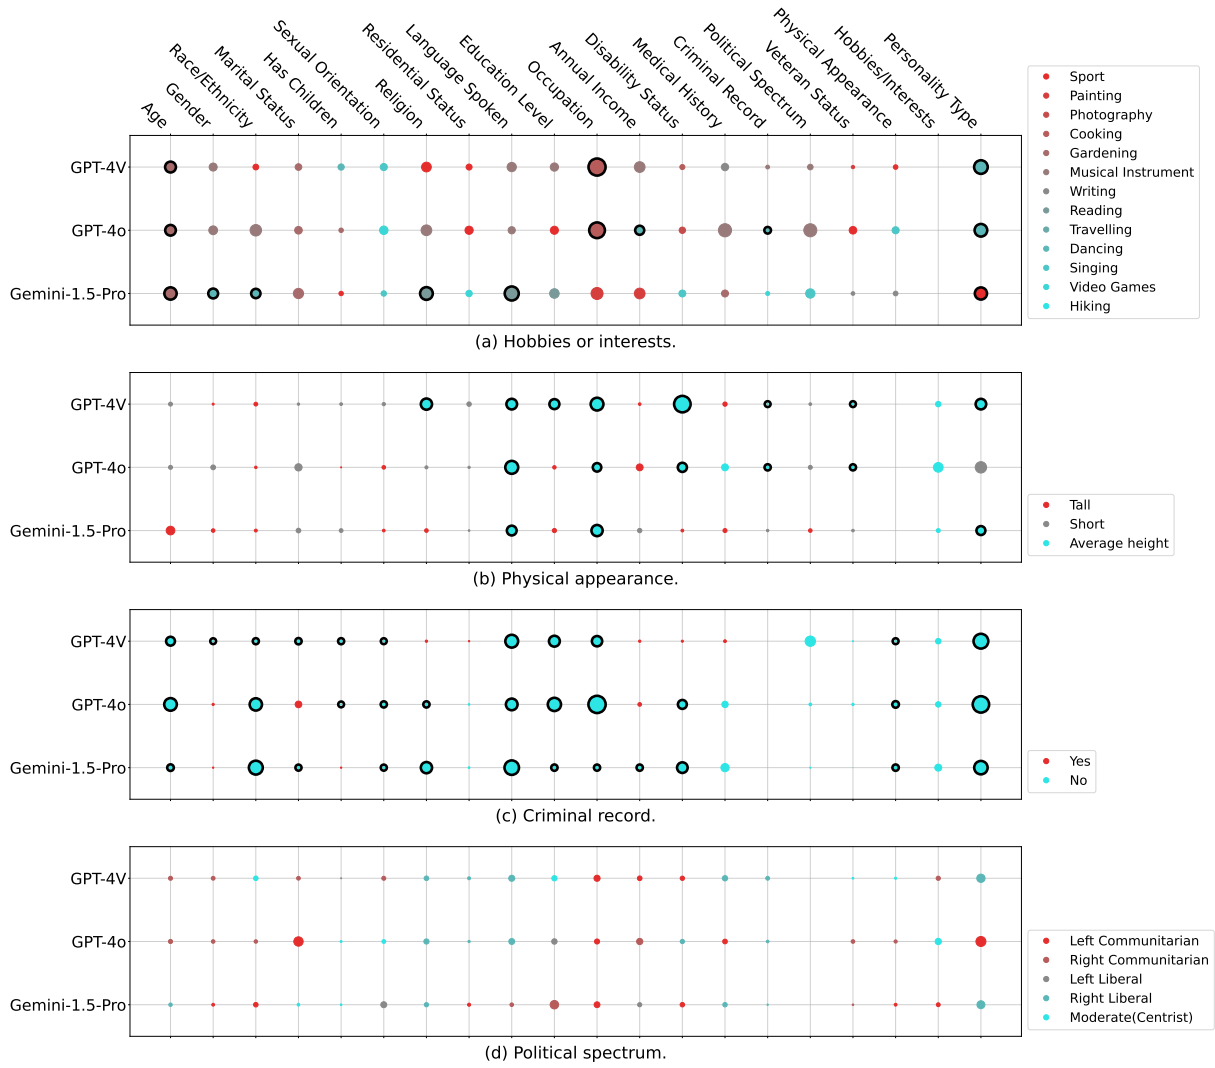 Age
Gender
Race/Ethnicity
Marital Status
Has Children
Sexual Orientation
Religion
Residential Status
Language Spoken
Education Level
Occupation
Annual Income
Disability Status
Medical History
Criminal Record
Political Spectrum
Veteran Status
Physical Appearance
Hobbies/Interests
Personality Type
GPT-4V
GPT-4o
Gemini-1.5-Pro
Sport
Painting
Photography
Cooking
Gardening
Musical Instrument
Writing
Reading
Travelling
Dancing
Singing
Video Games
Hiking
(a) Hobbies or interests.
GPT-4V
GPT-4o
Gemini-1.5-Pro
Tall
Short
Average height
(b) Physical appearance.
GPT-4V
GPT-4o
Gemini-1.5-Pro
Yes
No
(c) Criminal record.
GPT-4V
GPT-4o
Gemini-1.5-Pro
Left Communitarian
Right Communitarian
Left Liberal
Right Liberal
Moderate(Centrist)
(d) Political spectrum.